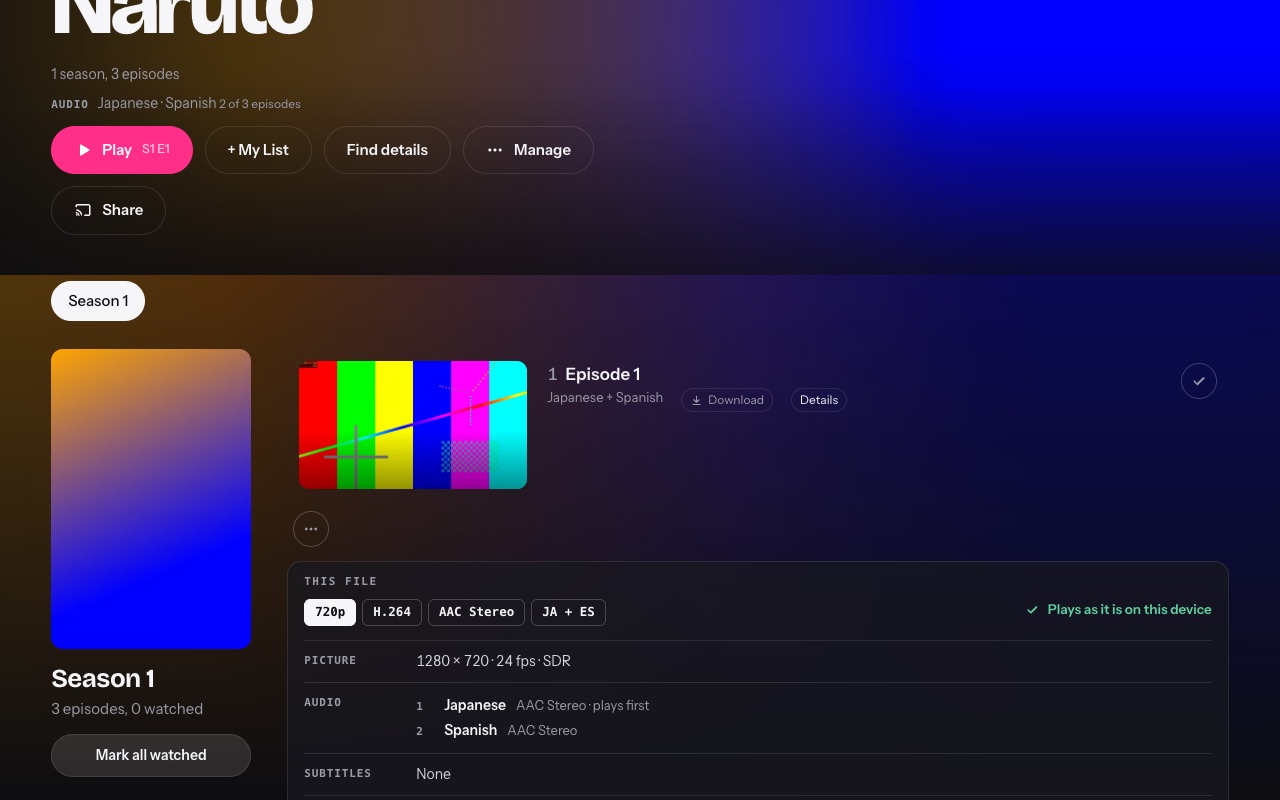 Naruto
1 season, 3 episodes
AUDIO Japanese · Spanish 2 of 3 episodes
Play S1 E1
+ My List
Find details
Manage
Share
Season 1
1 Episode 1
Japanese + Spanish
Download
Details
THIS FILE
720p H.264 AAC Stereo JA + ES
Plays as it is on this device
PICTURE 1280 × 720 · 24 fps · SDR
AUDIO 1 Japanese AAC Stereo · plays first
2 Spanish AAC Stereo
SUBTITLES None
Season 1
3 episodes, 0 watched
Mark all watched